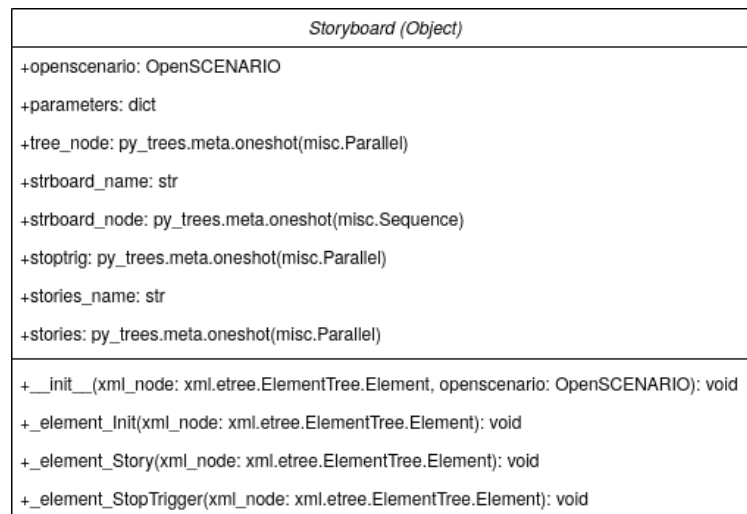 Storyboard (Object)
+openscenario: OpenSCENARIO
+parameters: dict
+tree_node: py_trees.meta.oneshot(misc.Parallel)
+strboard_name: str
+strboard_node: py_trees.meta.oneshot(misc.Sequence)
+stoptrig: py_trees.meta.oneshot(misc.Parallel)
+stories_name: str
+stories: py_trees.meta.oneshot(misc.Parallel)
+__init__(xml_node: xml.etree.ElementTree.Element, openscenario: OpenSCENARIO): void
+_element_Init(xml_node: xml.etree.ElementTree.Element): void
+_element_Story(xml_node: xml.etree.ElementTree.Element): void
+_element_StopTrigger(xml_node: xml.etree.ElementTree.Element): void